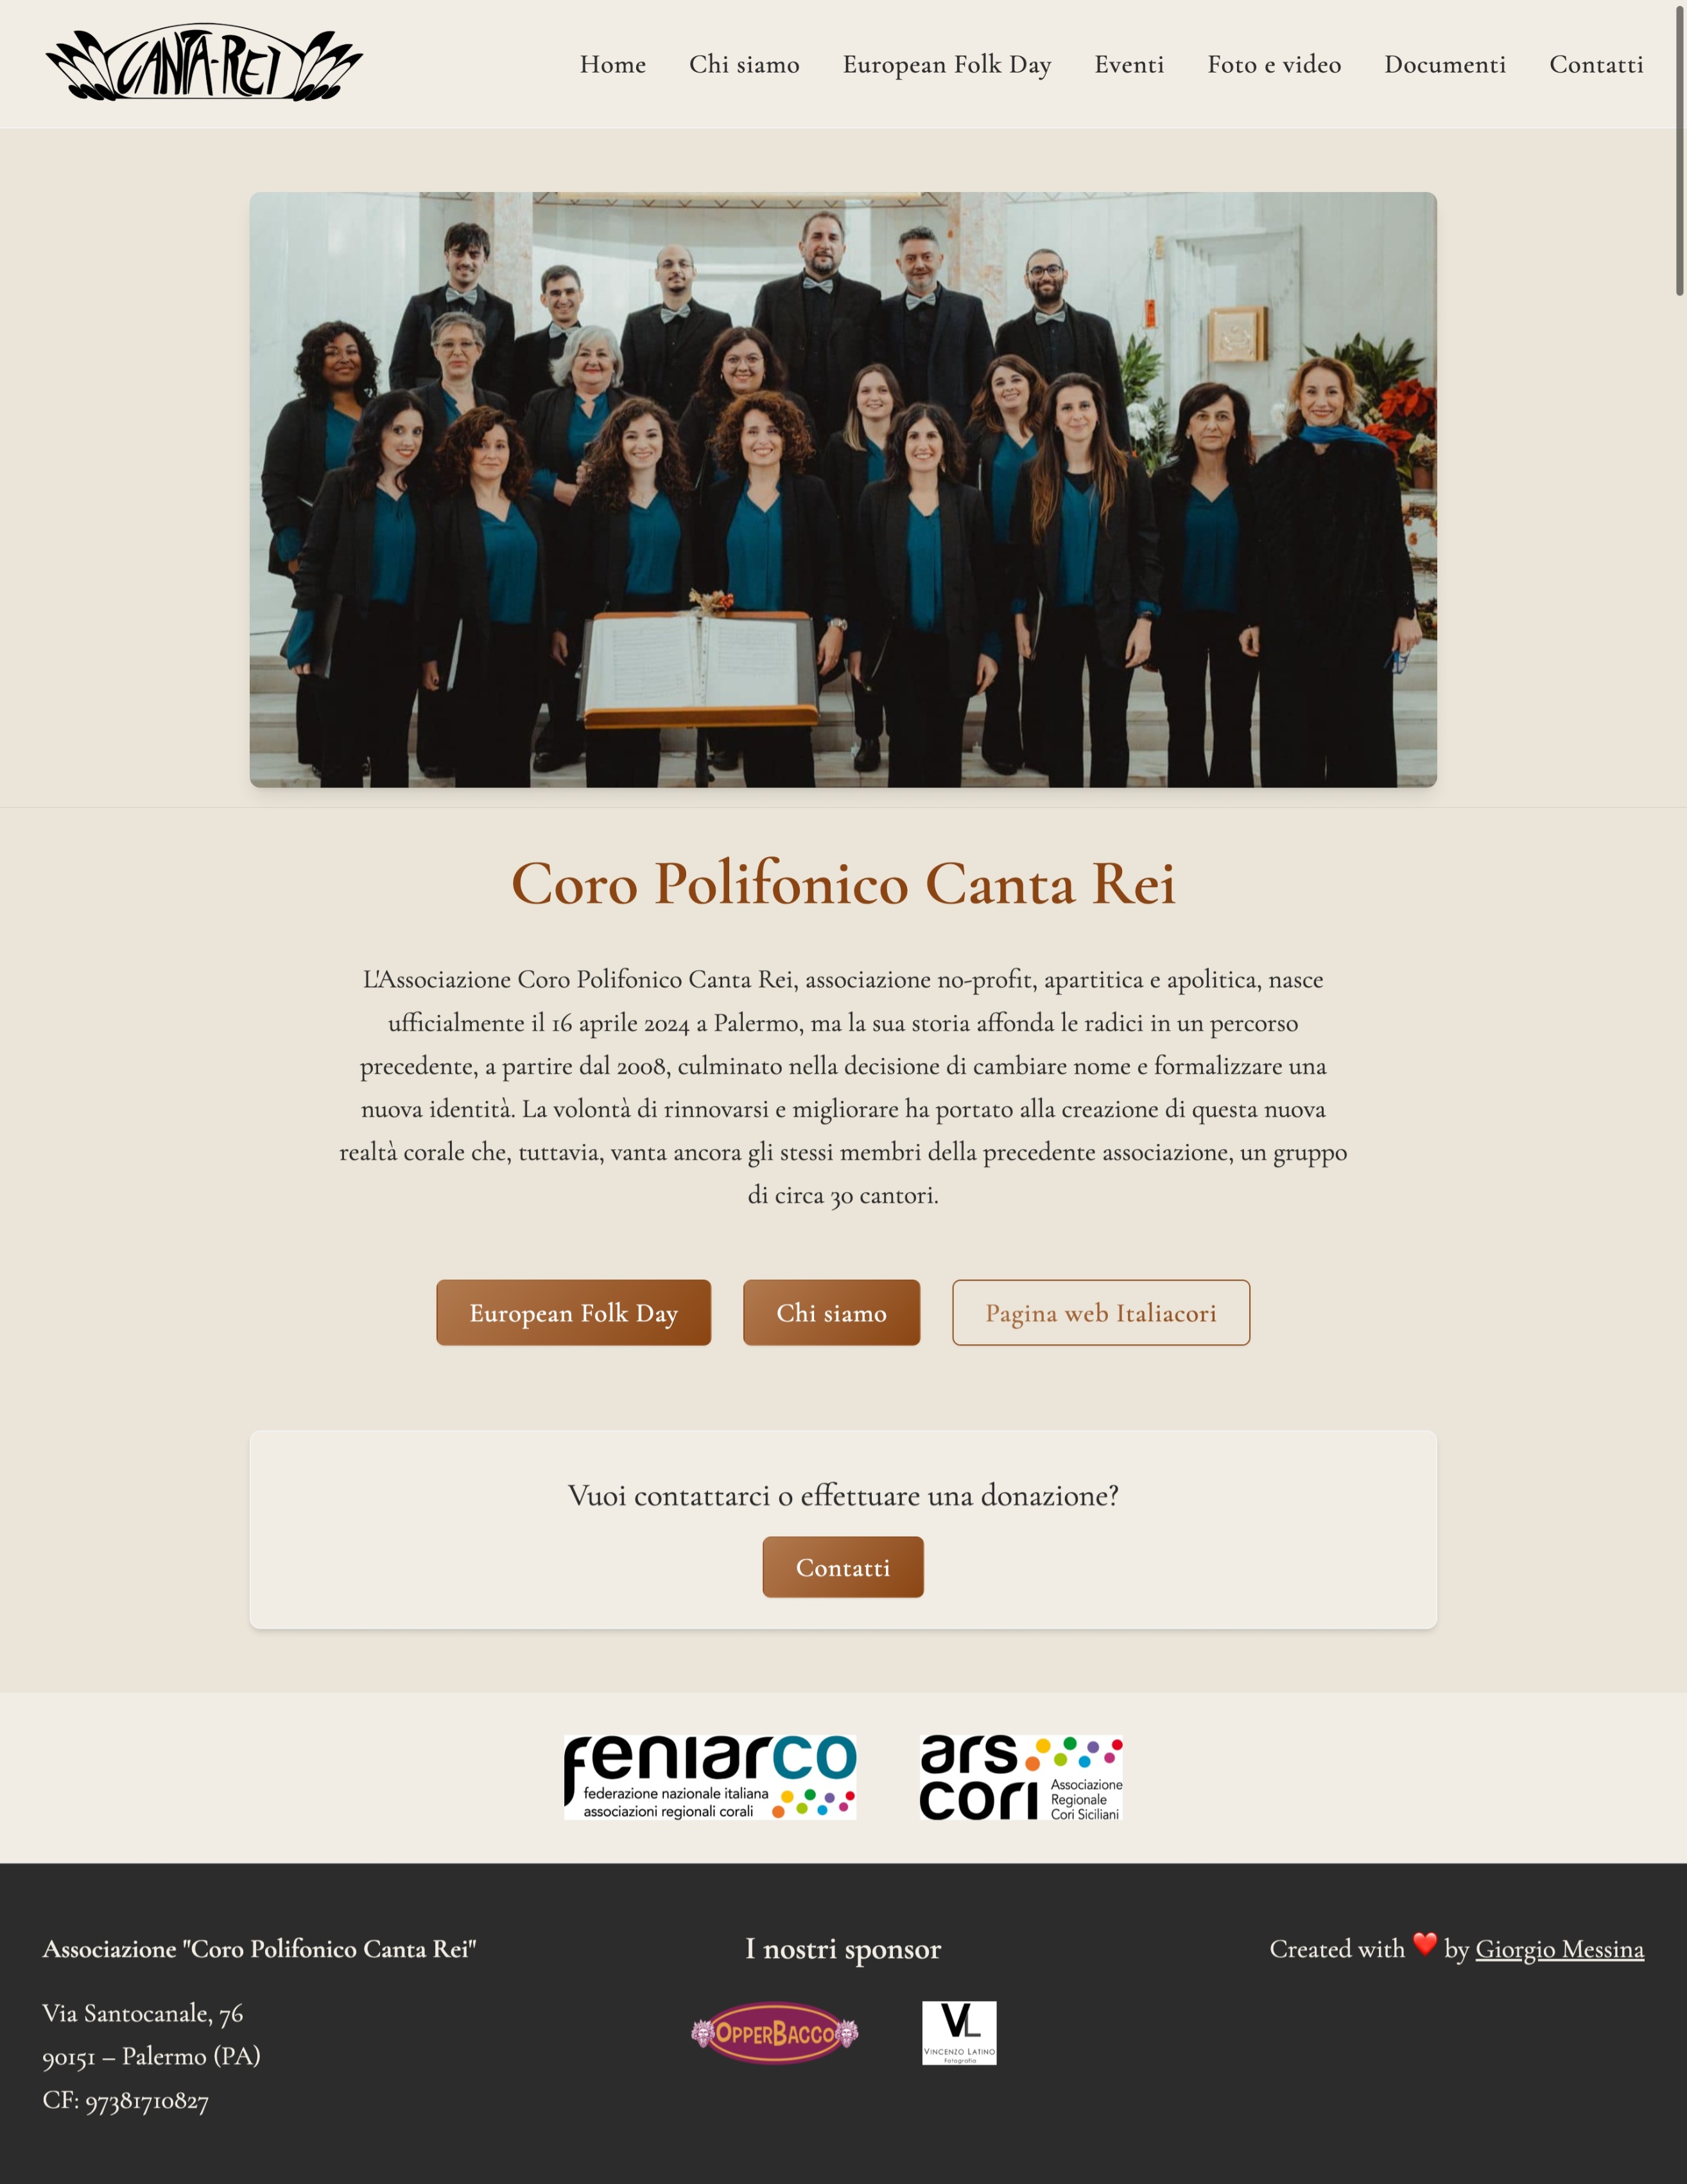 CANTA-REI
Home Chi siamo European Folk Day Eventi Foto e video Documenti Contatti
Coro Polifonico Canta Rei
L'Associazione Coro Polifonico Canta Rei, associazione no-profit, apartitica e apolitica, nasce
ufficialmente il 16 aprile 2024 a Palermo, ma la sua storia affonda le radici in un percorso
precedente, a partire dal 2008, culminato nella decisione di cambiare nome e formalizzare una
nuova identità. La volontà di rinnovarsi e migliorare ha portato alla creazione di questa nuova
realtà corale che, tuttavia, vanta ancora gli stessi membri della precedente associazione, un gruppo
di circa 30 cantori.
European Folk Day
Chi siamo
Pagina web Italiacori
Vuoi contattarci o effettuare una donazione?
Contatti
feniarco
federazione nazionale italiana
associazioni regionali corali
ars
cori
Associazione
Regionale
Cori Siciliani
Associazione "Coro Polifonico Canta Rei"
Via Santocanale, 76
90151 – Palermo (PA)
CF: 97381710827
I nostri sponsor
OPPERBACCO
VL
VINCENZO LATINO
Fotografia
Created with ❤️ by Giorgio Messina